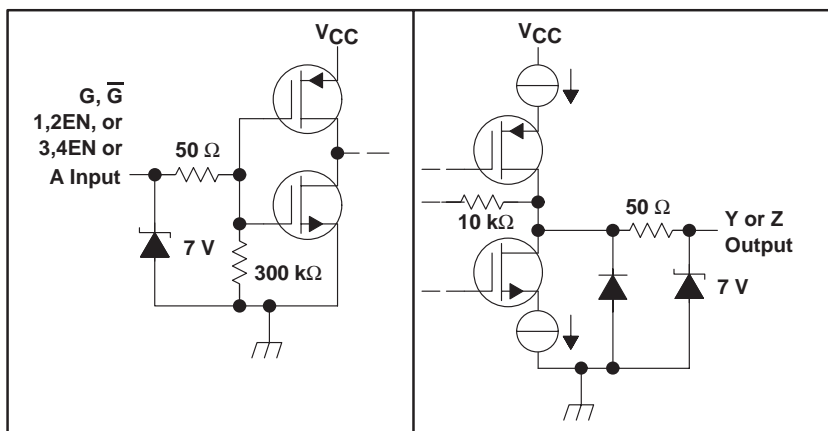 VCC
G, G̅
1,2EN, or
3,4EN or
A Input
50 Ω
7 V
300 kΩ
VCC
10 kΩ
50 Ω
Y or Z
Output
7 V